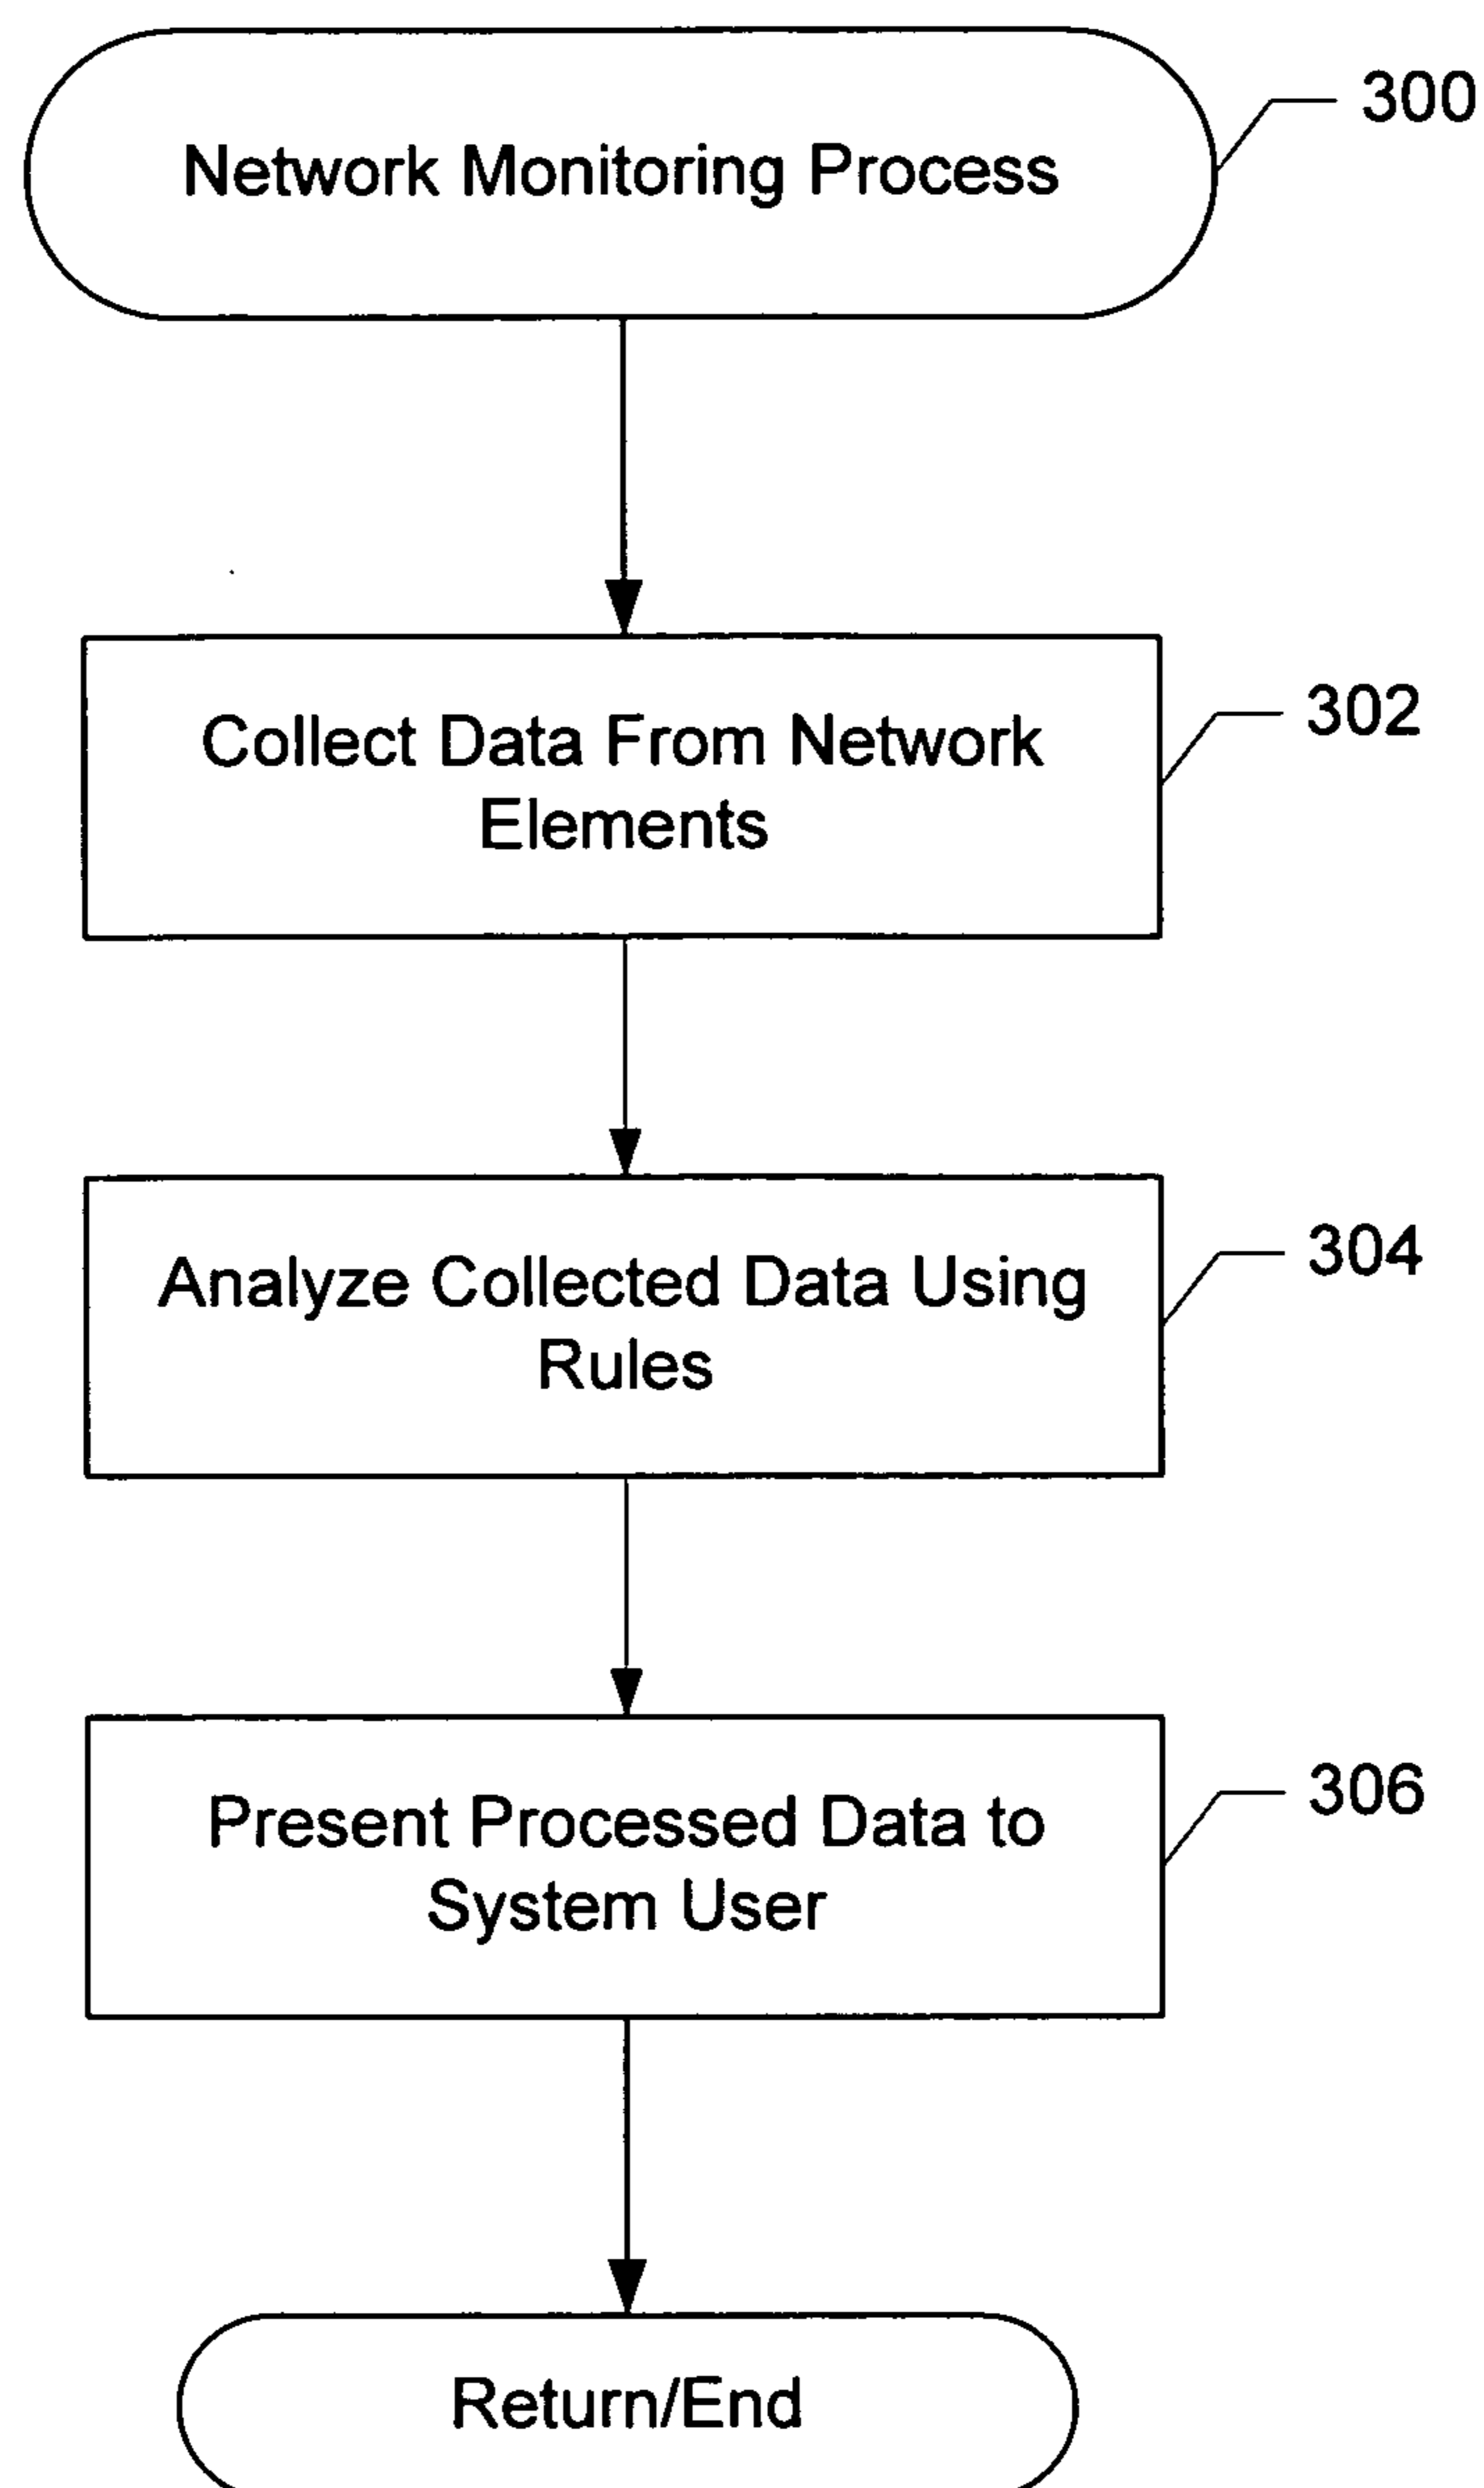 Network Monitoring Process
300
Collect Data From Network
Elements
302
Analyze Collected Data Using
Rules
304
Present Processed Data to
System User
306
Return/End